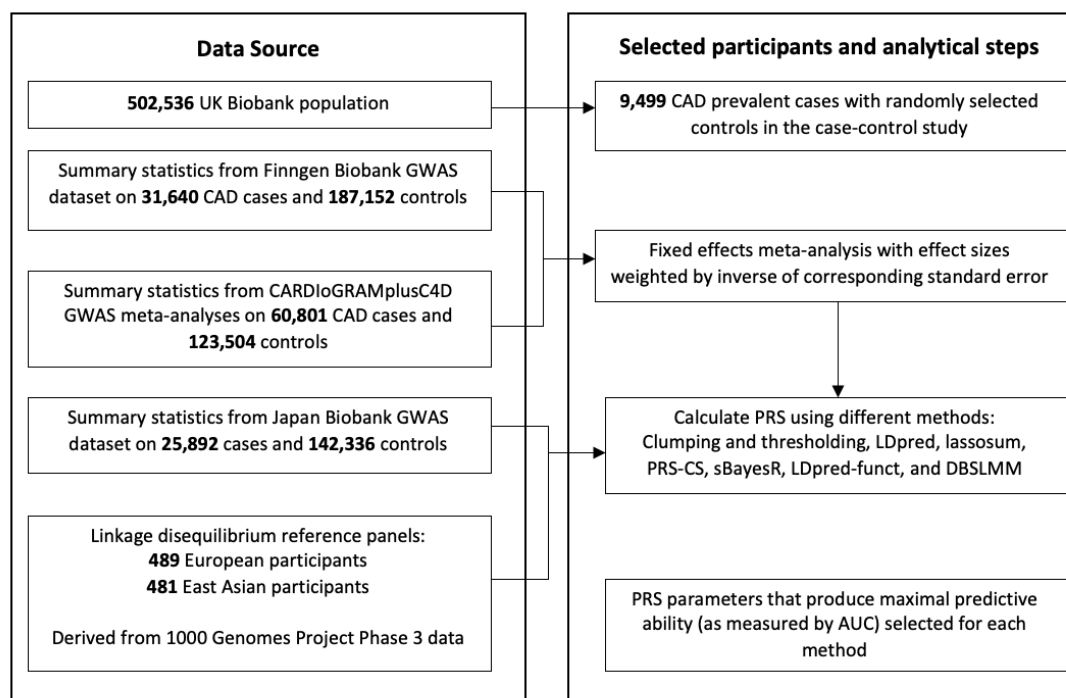 Data Source
502,536 UK Biobank population
Summary statistics from Finngen Biobank GWAS
dataset on 31,640 CAD cases and 187,152 controls
Summary statistics from CARDIoGRAMplusC4D
GWAS meta-analyses on 60,801 CAD cases and
123,504 controls
Summary statistics from Japan Biobank GWAS
dataset on 25,892 cases and 142,336 controls
Linkage disequilibrium reference panels:
489 European participants
481 East Asian participants
Derived from 1000 Genomes Project Phase 3 data
Selected participants and analytical steps
9,499 CAD prevalent cases with randomly selected
controls in the case-control study
Fixed effects meta-analysis with effect sizes
weighted by inverse of corresponding standard error
Calculate PRS using different methods:
Clumping and thresholding, LDpred, lassosum,
PRS-CS, sBayesR, LDpred-funct, and DBSLMM
PRS parameters that produce maximal predictive
ability (as measured by AUC) selected for each
method